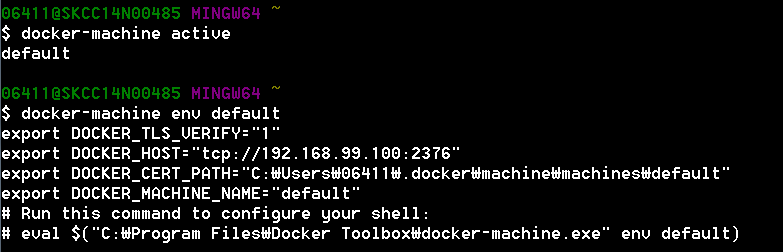 06411@SKCC14N00485 MINGW64 ~
$ docker-machine active
default
06411@SKCC14N00485 MINGW64 ~
$ docker-machine env default
export DOCKER_TLS_VERIFY="1"
export DOCKER_HOST="tcp://192.168.99.100:2376"
export DOCKER_CERT_PATH="C:₩Users₩06411₩.docker₩machine₩machines₩default"
export DOCKER_MACHINE_NAME="default"
# Run this command to configure your shell:
# eval $("C:₩Program Files₩Docker Toolbox₩docker-machine.exe" env default)